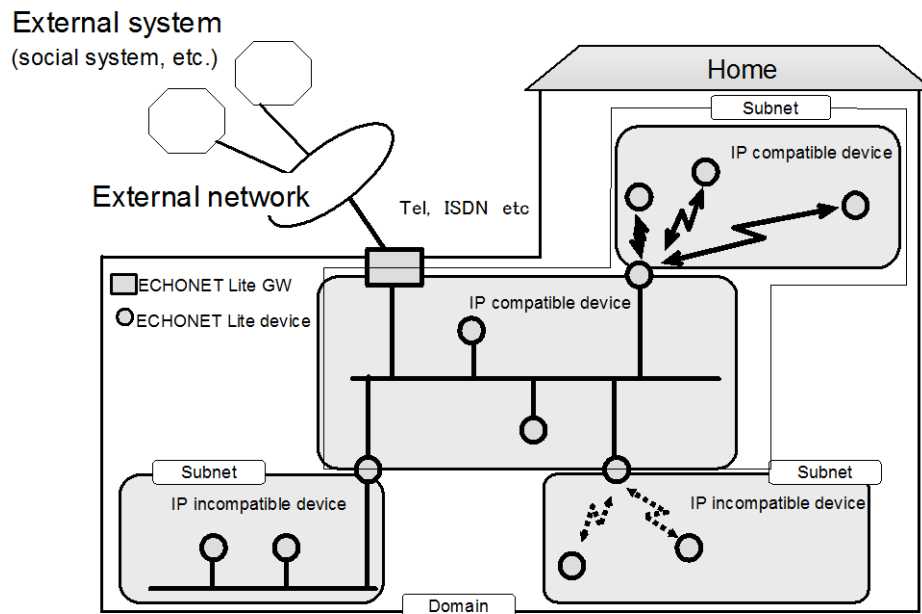 External system
(social system, etc.)
Home
Subnet
IP compatible device
External network
Tel, ISDN etc
ECHONET Lite GW
ECHONET Lite device
IP compatible device
Subnet
IP incompatible device
Subnet
IP incompatible device
Domain